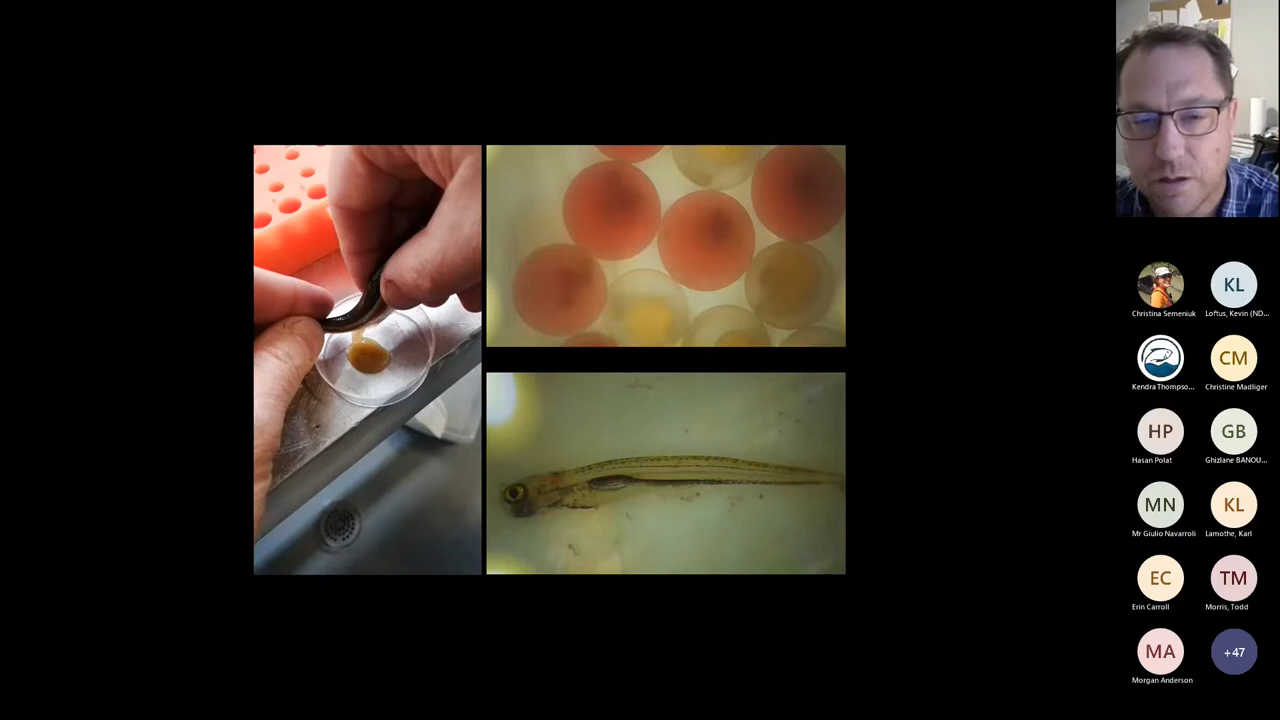 KL
Christina Semeniuk
Loftus, Kevin (ND...
CM
Kendra Thompso...
Christine Madliger
HP
GB
Hasan Polat
Ghizlane BANOU...
MN
KL
Mr Giulio Navarroli
Lamothe, Karl
EC
TM
Erin Carroll
Morris, Todd
MA
+47
Morgan Anderson